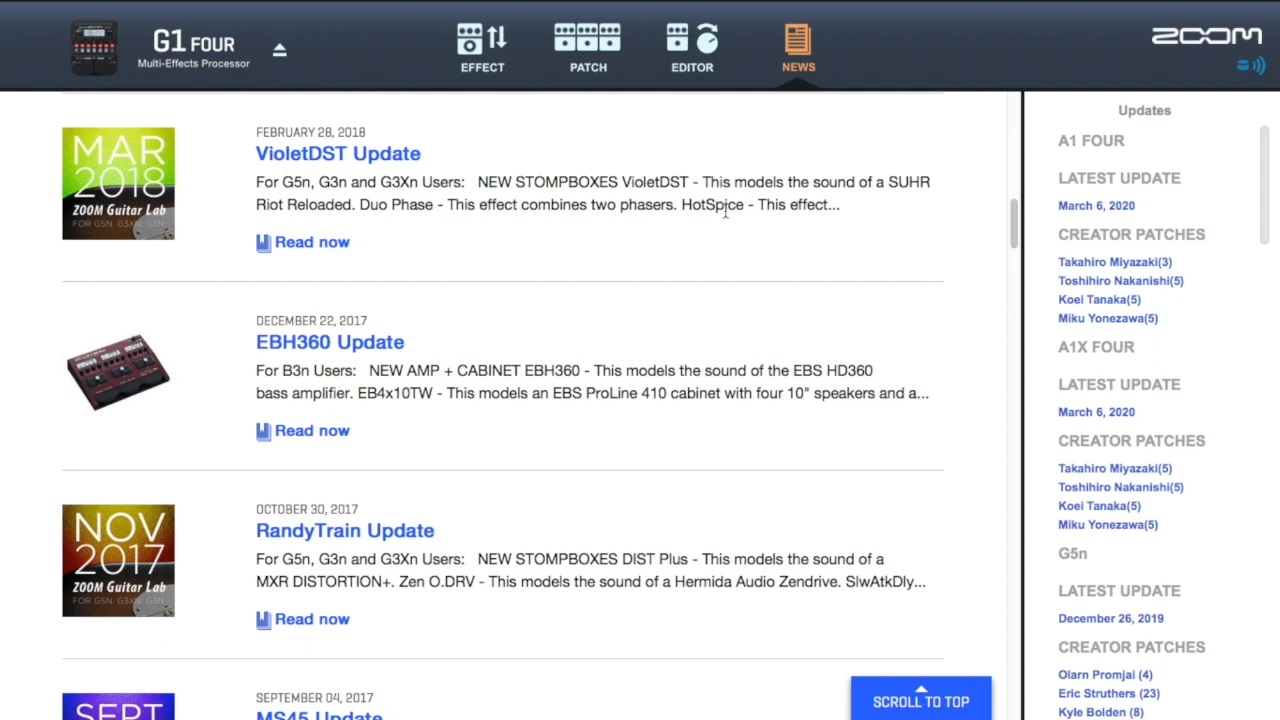 G1 FOUR
Multi-Effects Processor
EFFECT
PATCH
EDITOR
NEWS
ZOOM
MAR
2018
ZOOM Guitar Lab
FOR G5N, G3XN, G3N
FEBRUARY 28, 2018
VioletDST Update
For G5n, G3n and G3Xn Users: NEW STOMPBOXES VioletDST - This models the sound of a SUHR
Riot Reloaded. Duo Phase - This effect combines two phasers. HotSpice - This effect...
Read now
DECEMBER 22, 2017
EBH360 Update
For B3n Users: NEW AMP + CABINET EBH360 - This models the sound of the EBS HD360
bass amplifier. EB4x10TW - This models an EBS ProLine 410 cabinet with four 10" speakers and a...
Read now
NOV
2017
ZOOM Guitar Lab
FOR G5N, G3XN, G3N
OCTOBER 30, 2017
RandyTrain Update
For G5n, G3n and G3Xn Users: NEW STOMPBOXES DIST Plus - This models the sound of a
MXR DISTORTION+. Zen O.DRV - This models the sound of a Hermida Audio Zendrive. SlwAtkDly...
Read now
SEPT
SEPTEMBER 04, 2017
MS45 Update
SCROLL TO TOP
Updates
A1 FOUR
LATEST UPDATE
March 6, 2020
CREATOR PATCHES
Takahiro Miyazaki(3)
Toshihiro Nakanishi(5)
Koei Tanaka(5)
Miku Yonezawa(5)
A1X FOUR
LATEST UPDATE
March 6, 2020
CREATOR PATCHES
Takahiro Miyazaki(5)
Toshihiro Nakanishi(5)
Koei Tanaka(5)
Miku Yonezawa(5)
G5n
LATEST UPDATE
December 26, 2019
CREATOR PATCHES
Olarn Promjai (4)
Eric Struthers (23)
Kyle Bolden (8)